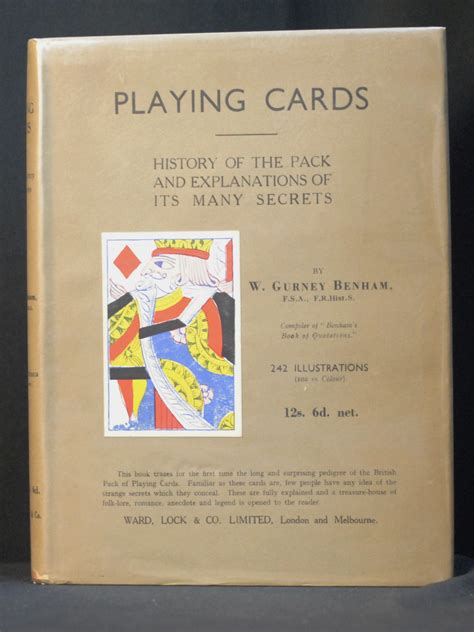 PLAYING CARDS
HISTORY OF THE PACK
AND EXPLANATIONS OF
ITS MANY SECRETS
BY
W. GURNEY BENHAM,
F.S.A., F.R.Hist.S.
Compiler of "Benham's
Book of Quotations."
242 ILLUSTRATIONS
in Colour)
12s. 6d. net.
This book traces for the first time the long and surprising pedigree of the British
Pack of Playing Cards. Familiar as these cards are, few people have any idea of the
strange secrets which they conceal. These are fully explained and a treasure-house of
folk-lore, romance, anecdote and legend is opened to the reader.
WARD, LOCK & CO. LIMITED, London and Melbourne.